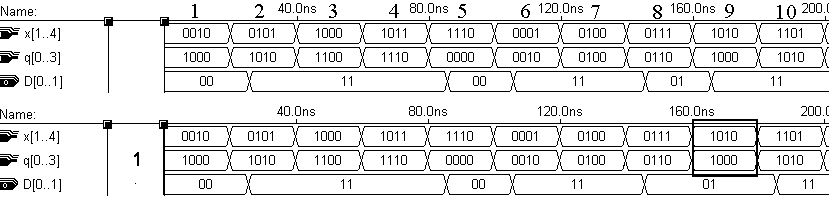 Name: 1 2 40.0ns 3 4 80.0ns 5 6 120.0ns 7 8 160.0ns 9 10 200.0
x[1..4] 0010 0101 1000 1011 1110 0001 0100 0111 1010 1101
q[0..3] 1000 1010 1100 1110 0000 0010 0100 0110 1000 1010
D[0..1] 00 11 00 11 01 11
Name: 40.0ns 80.0ns 120.0ns 160.0ns 200.
x[1..4] 0010 0101 1000 1011 1110 0001 0100 0111 1010 1101
q[0..3] 1 1000 1010 1100 1110 0000 0010 0100 0110 1000 1010
D[0..1] 00 11 00 11 01 11